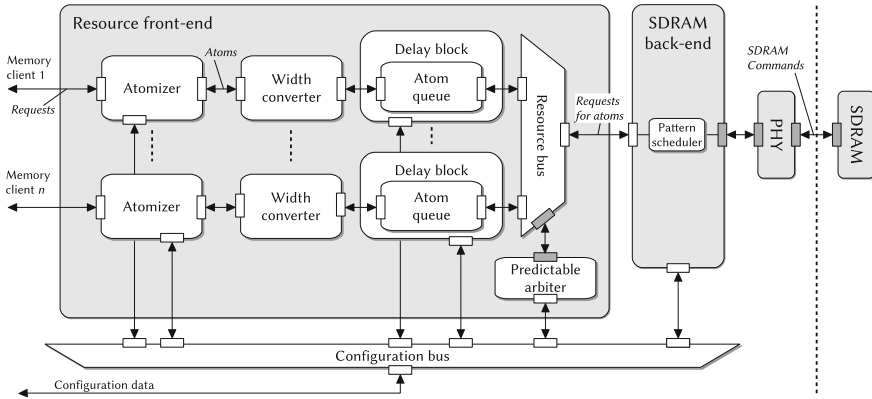 Resource front-end
SDRAM
back-end
SDRAM
Commands
Memory
client 1
Requests
Atomizer
Atoms
Width
converter
Delay block
Atom
queue
Resource bus
Requests
for atoms
Pattern
scheduler
PHY
SDRAM
Memory
client n
Atomizer
Width
converter
Delay block
Atom
queue
Predictable
arbiter
Configuration bus
Configuration data